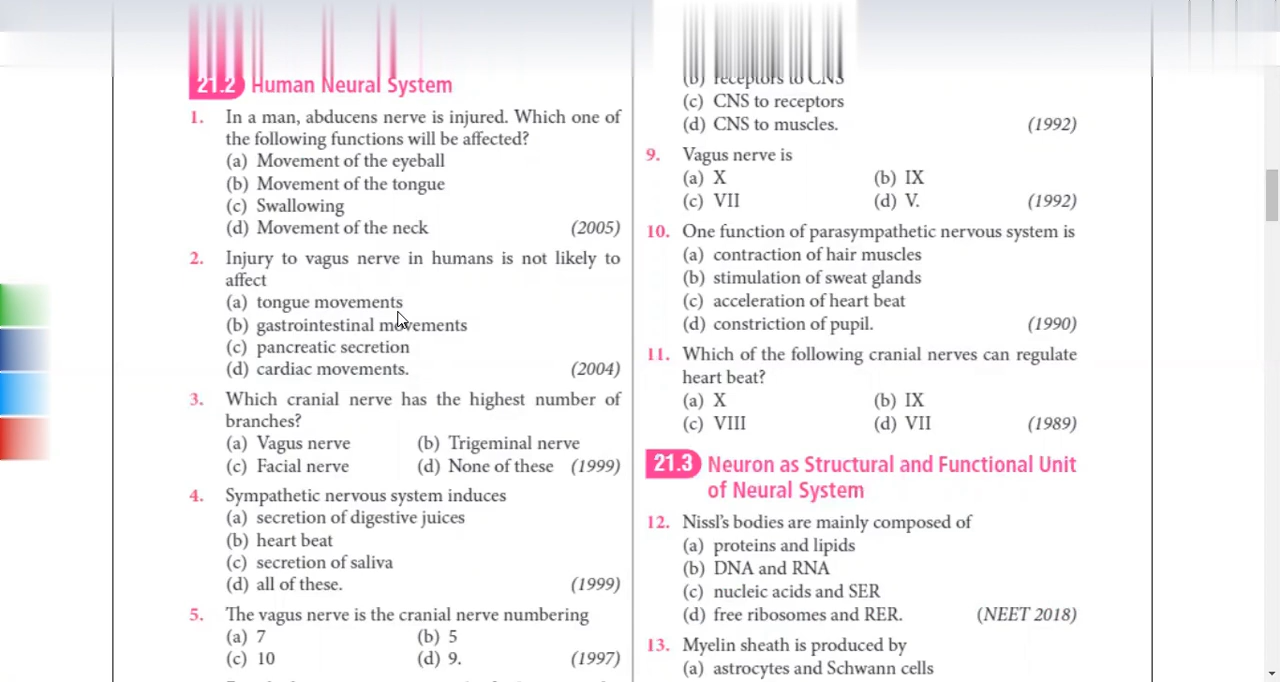 21.2 Human Neural System
1. In a man, abducens nerve is injured. Which one of
the following functions will be affected?
(a) Movement of the eyeball
(b) Movement of the tongue
(c) Swallowing
(d) Movement of the neck (2005)
2. Injury to vagus nerve in humans is not likely to
affect
(a) tongue movements
(b) gastrointestinal movements
(c) pancreatic secretion
(d) cardiac movements. (2004)
3. Which cranial nerve has the highest number of
branches?
(a) Vagus nerve (b) Trigeminal nerve
(c) Facial nerve (d) None of these (1999)
4. Sympathetic nervous system induces
(a) secretion of digestive juices
(b) heart beat
(c) secretion of saliva
(d) all of these. (1999)
5. The vagus nerve is the cranial nerve numbering
(a) 7 (b) 5
(c) 10 (d) 9. (1997)
(b) receptors to CNS
(c) CNS to receptors
(d) CNS to muscles. (1992)
9. Vagus nerve is
(a) X (b) IX
(c) VII (d) V. (1992)
10. One function of parasympathetic nervous system is
(a) contraction of hair muscles
(b) stimulation of sweat glands
(c) acceleration of heart beat
(d) constriction of pupil. (1990)
11. Which of the following cranial nerves can regulate
heart beat?
(a) X (b) IX
(c) VIII (d) VII (1989)
21.3 Neuron as Structural and Functional Unit
of Neural System
12. Nissl's bodies are mainly composed of
(a) proteins and lipids
(b) DNA and RNA
(c) nucleic acids and SER
(d) free ribosomes and RER. (NEET 2018)
13. Myelin sheath is produced by
(a) astrocytes and Schwann cells